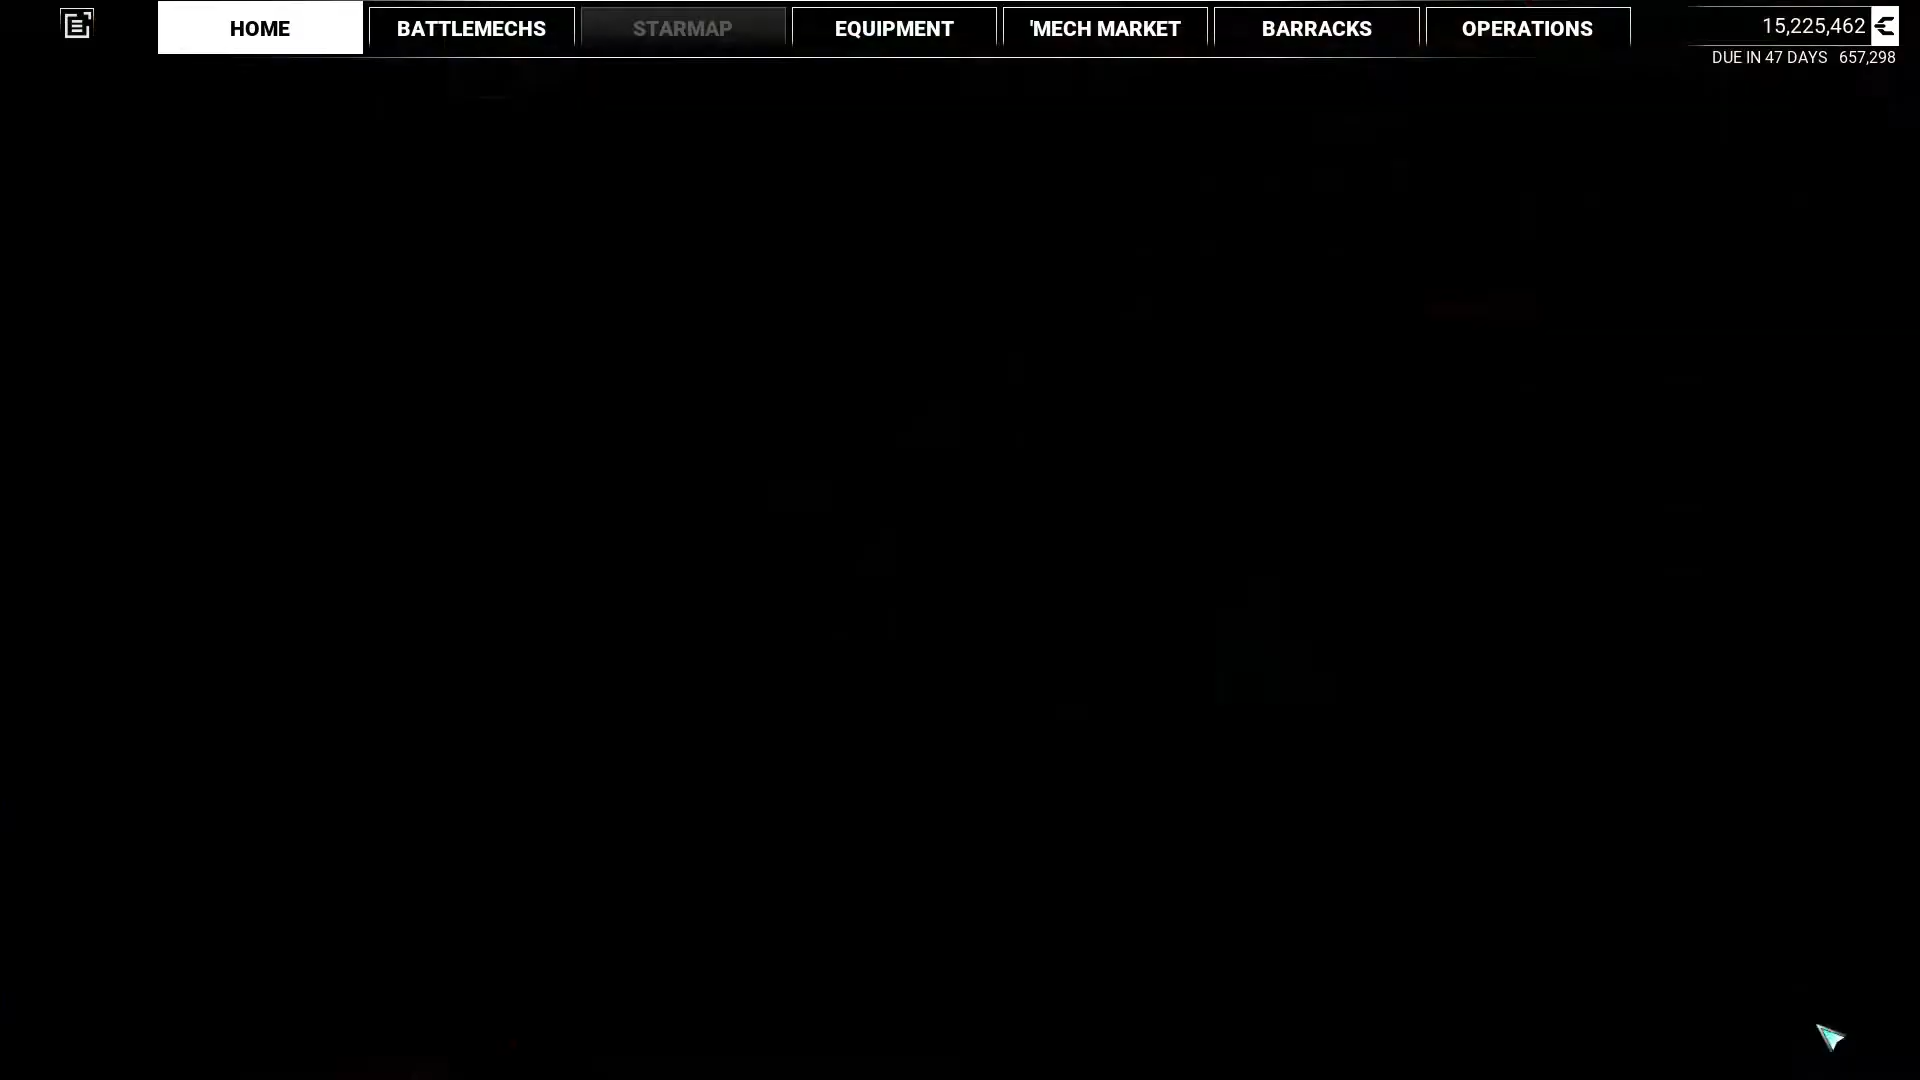 HOME
BATTLEMECHS
STARMAP
EQUIPMENT
'MECH MARKET
BARRACKS
OPERATIONS
15,225,462
DUE IN 47 DAYS 657,298